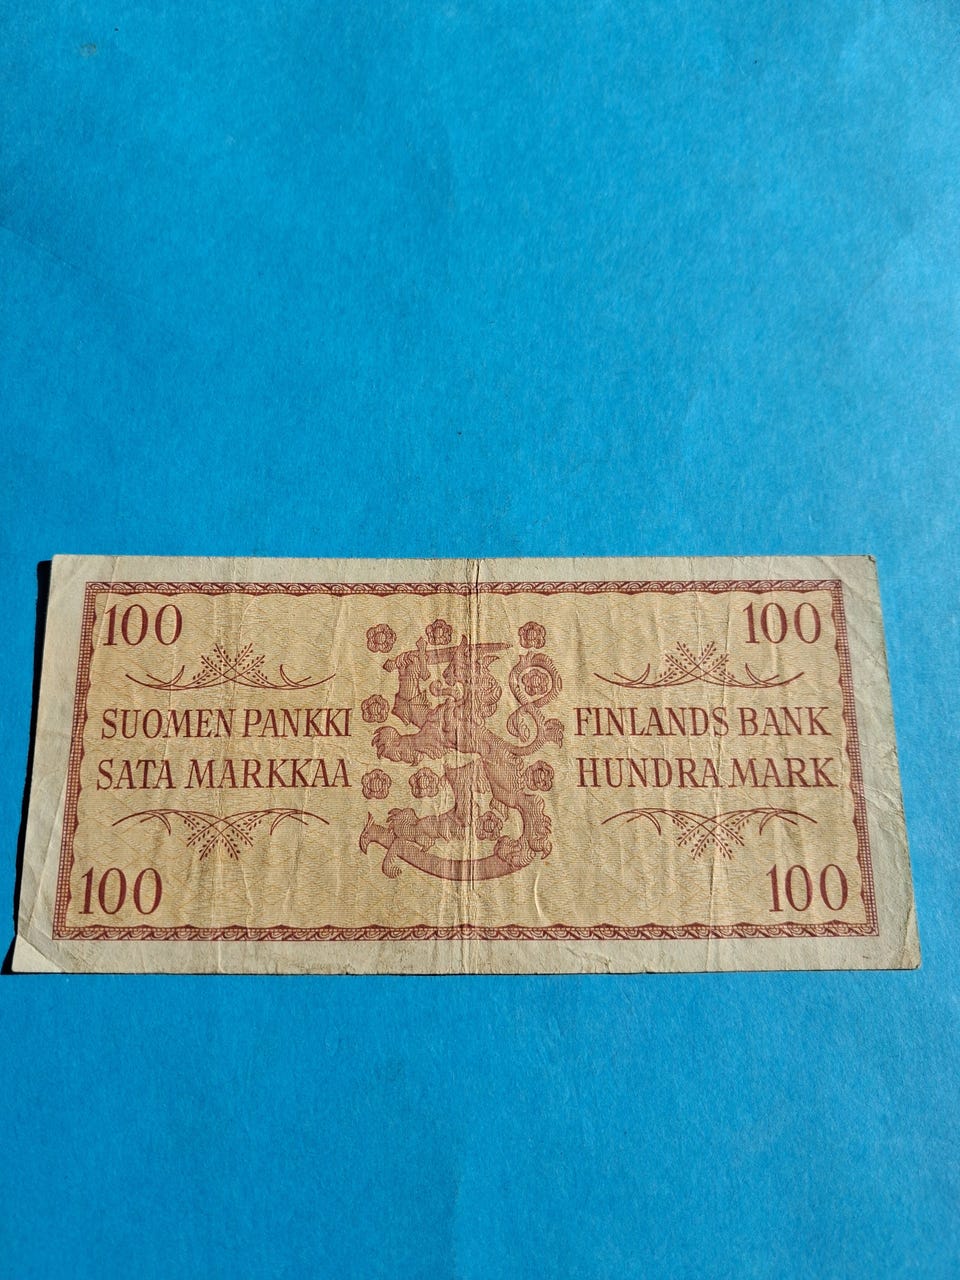 100 100
SUOMEN PANKKI FINLANDS BANK
SATA MARKKAA HUNDRA MARK
100 100